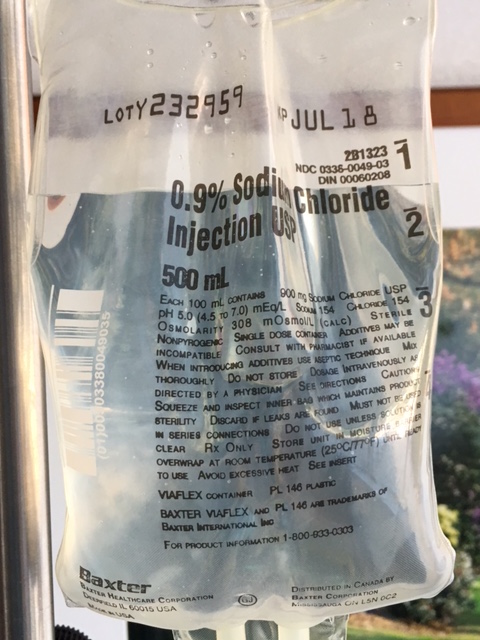 LOTY232959
JUL 18
2B1323
NDC 0338-0049-03
DIN 00060208
1
0.9% Sodium Chloride
Injection USP
2
500 mL
EACH 100 mL CONTAINS 900 mg SODIUM CHLORIDE USP
pH 5.0 (4.5 TO 7.0) mEq/L SODIUM 154 CHLORIDE 154
3
OSMOLARITY 308 mOsmol/L (CALC) STERILE
NONPYROGENIC SINGLE DOSE CONTAINER ADDITIVES MAY BE
INCOMPATIBLE CONSULT WITH PHARMACIST IF AVAILABLE
WHEN INTRODUCING ADDITIVES USE ASEPTIC TECHNIQUE MIX
THOROUGHLY DO NOT STORE DOSAGE INTRAVENOUSLY AS
DIRECTED BY A PHYSICIAN SEE DIRECTIONS CAUTION
SQUEEZE AND INSPECT INNER BAG WHICH MAINTAINS PRODUCT
STERILITY DISCARD IF LEAKS ARE FOUND MUST NOT BE USED
IN SERIES CONNECTIONS DO NOT USE UNLESS SOLUTION
CLEAR RX ONLY STORE UNIT IN MOISTURE
OVERWRAP AT ROOM TEMPERATURE (25°C/77°F) UNTIL READY
TO USE AVOID EXCESSIVE HEAT SEE INSERT
VIAFLEX CONTAINER PL 146 PLASTIC
BAXTER VIAFLEX AND PL 146 ARE TRADEMARKS OF
BAXTER INTERNATIONAL INC
FOR PRODUCT INFORMATION 1-800-933-0303
Baxter
BAXTER HEALTHCARE CORPORATION
DEERFIELD IL 60015 USA
MADE IN USA
DISTRIBUTED IN CANADA BY
BAXTER CORPORATION
MISSISSAUGA ON L5N 0C2